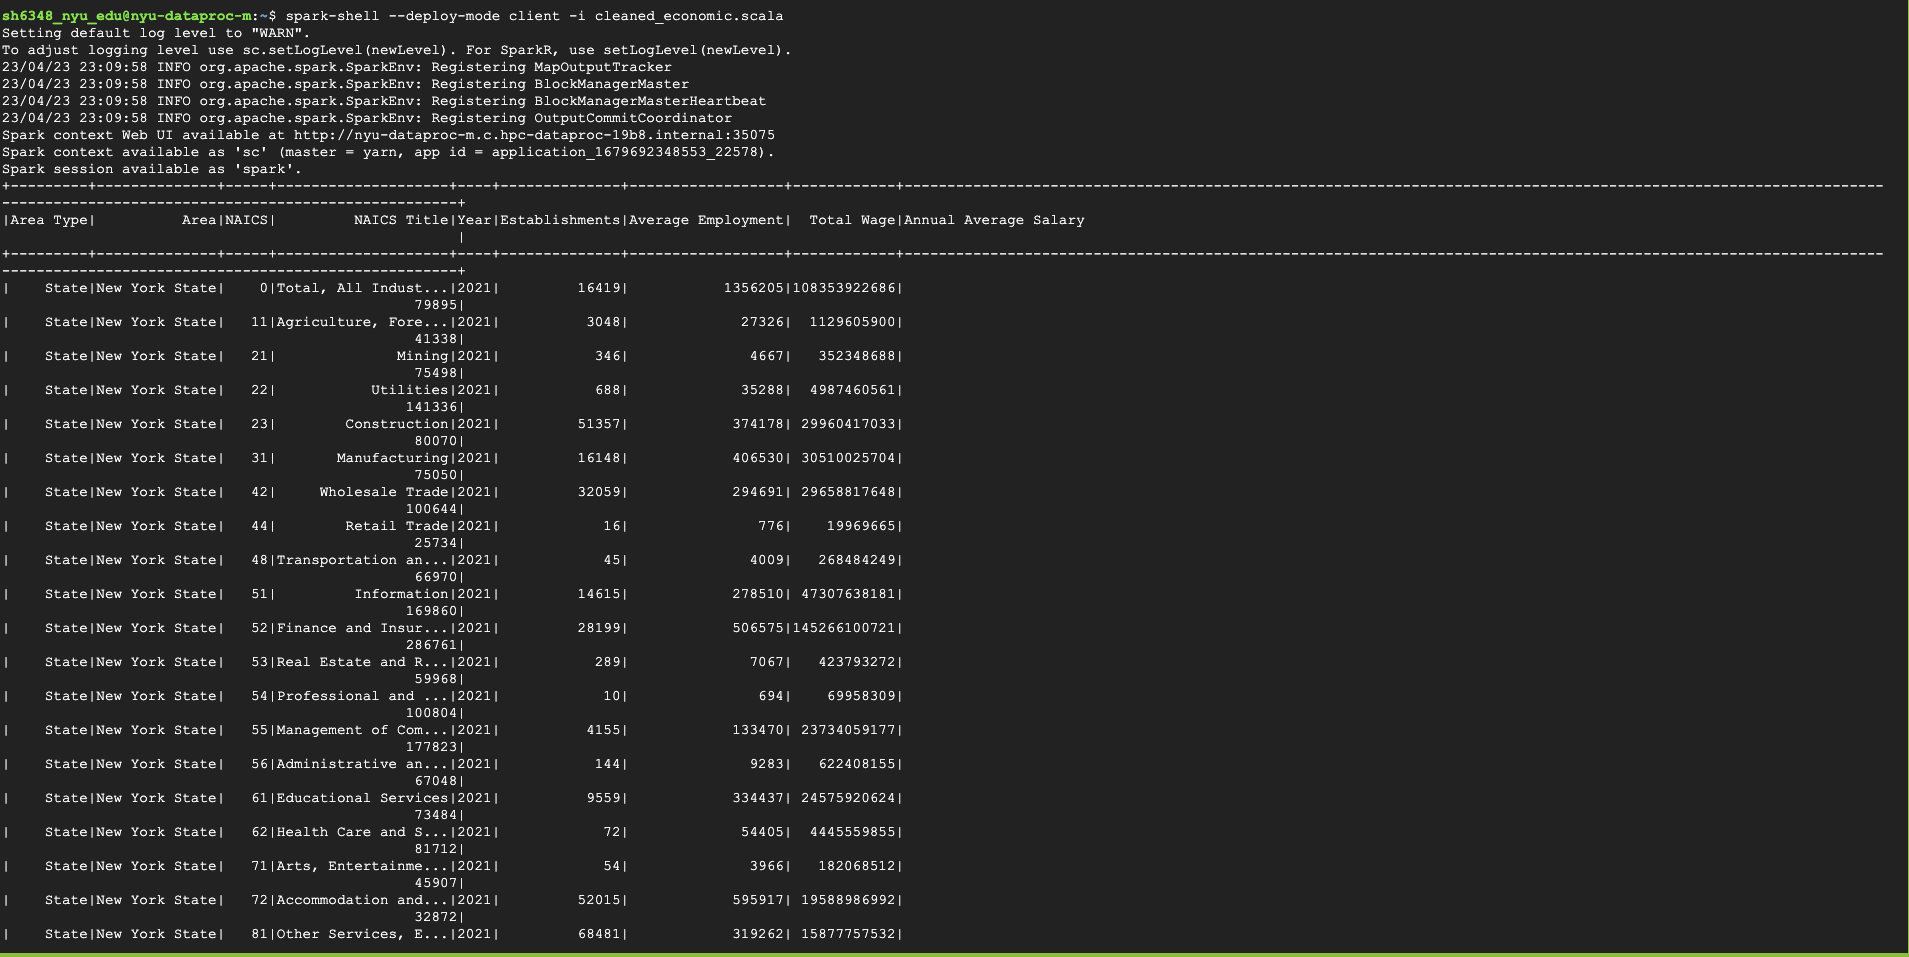 sh6348_nyu_edu@nyu-dataproc-m:~$ spark-shell --deploy-mode client -i cleaned_economic.scala
Setting default log level to "WARN".
To adjust logging level use sc.setLogLevel(newLevel). For SparkR, use setLogLevel(newLevel).
23/04/23 23:09:58 INFO org.apache.spark.SparkEnv: Registering MapOutputTracker
23/04/23 23:09:58 INFO org.apache.spark.SparkEnv: Registering BlockManagerMaster
23/04/23 23:09:58 INFO org.apache.spark.SparkEnv: Registering BlockManagerMasterHeartbeat
23/04/23 23:09:58 INFO org.apache.spark.SparkEnv: Registering OutputCommitCoordinator
Spark context Web UI available at http://nyu-dataproc-m.c.hpc-dataproc-19b8.internal:35075
Spark context available as 'sc' (master = yarn, app id = application_1679692348553_22578).
Spark session available as 'spark'.
+---------+--------------+-----+--------------------+----+--------------+------------------+------------+------------------------------------------------------------------------------------------------------------------
-----------------------------------------------------+
|Area Type|          Area|NAICS|         NAICS Title|Year|Establishments|Average Employment|  Total Wage|Annual Average Salary
                                                     |
+---------+--------------+-----+--------------------+----+--------------+------------------+------------+------------------------------------------------------------------------------------------------------------------
-----------------------------------------------------+
|    State|New York State|    0|Total, All Indust...|2021|         16419|           1356205|108353922686|
                                                79895|
|    State|New York State|   11|Agriculture, Fore...|2021|          3048|             27326|  1129605900|
                                                41338|
|    State|New York State|   21|              Mining|2021|           346|              4667|   352348688|
                                                75498|
|    State|New York State|   22|           Utilities|2021|           688|             35288|  4987460561|
                                               141336|
|    State|New York State|   23|        Construction|2021|         51357|            374178| 29960417033|
                                                80070|
|    State|New York State|   31|       Manufacturing|2021|         16148|            406530| 30510025704|
                                                75050|
|    State|New York State|   42|     Wholesale Trade|2021|         32059|            294691| 29658817648|
                                               100644|
|    State|New York State|   44|        Retail Trade|2021|            16|               776|    19969665|
                                                25734|
|    State|New York State|   48|Transportation an...|2021|            45|              4009|   268484249|
                                                66970|
|    State|New York State|   51|         Information|2021|         14615|            278510| 47307638181|
                                               169860|
|    State|New York State|   52|Finance and Insur...|2021|         28199|            506575|145266100721|
                                               286761|
|    State|New York State|   53|Real Estate and R...|2021|           289|              7067|   423793272|
                                                59968|
|    State|New York State|   54|Professional and ...|2021|            10|               694|    69958309|
                                               100804|
|    State|New York State|   55|Management of Com...|2021|          4155|            133470| 23734059177|
                                               177823|
|    State|New York State|   56|Administrative an...|2021|           144|              9283|   622408155|
                                                67048|
|    State|New York State|   61|Educational Services|2021|          9559|            334437| 24575920624|
                                                73484|
|    State|New York State|   62|Health Care and S...|2021|            72|             54405|  4445559855|
                                                81712|
|    State|New York State|   71|Arts, Entertainme...|2021|            54|              3966|   182068512|
                                                45907|
|    State|New York State|   72|Accommodation and...|2021|         52015|            595917| 19588986992|
                                                32872|
|    State|New York State|   81|Other Services, E...|2021|         68481|            319262| 15877757532|